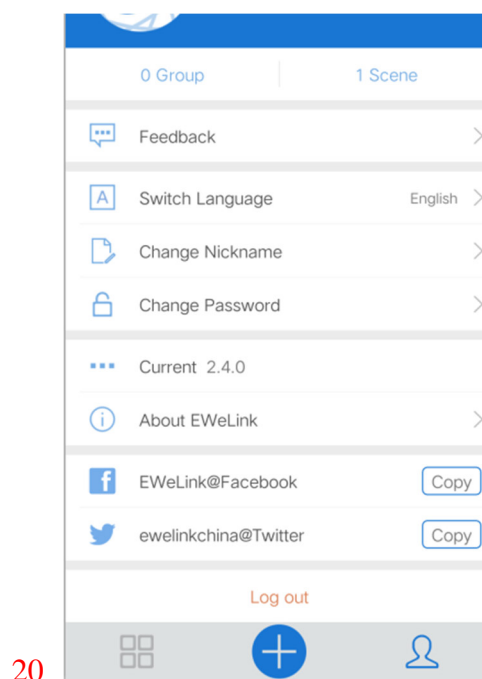 0 Group 1 Scene
Feedback
Switch Language English
Change Nickname
Change Password
Current 2.4.0
About EWeLink
EWeLink@Facebook Copy
ewelinkchina@Twitter Copy
Log out
20